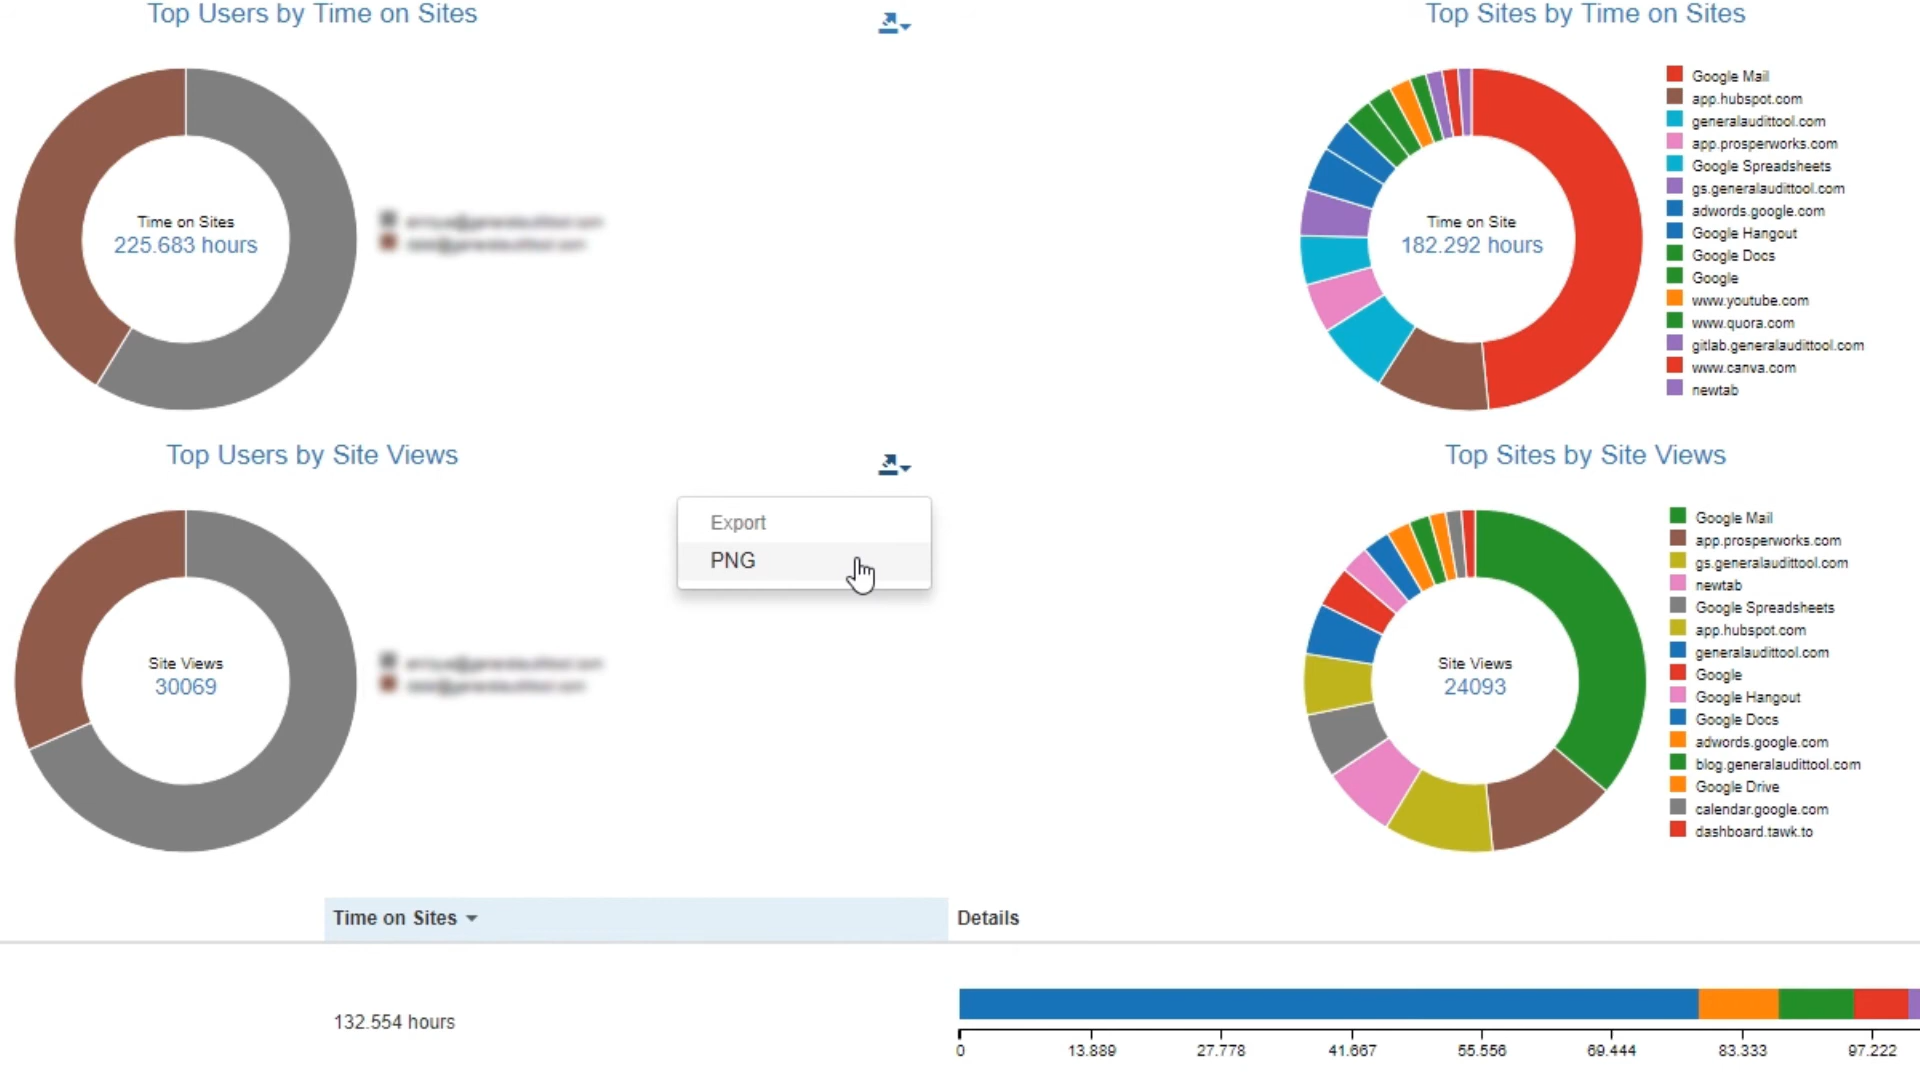 Top Users by Time on Sites
Time on Sites
225.683 hours
Top Sites by Time on Sites
Time on Site
182.292 hours
Google Mail
app.hubspot.com
generalaudittool.com
app.prosperworks.com
Google Spreadsheets
gs.generalaudittool.com
adwords.google.com
Google Hangout
Google Docs
Google
www.youtube.com
www.quora.com
gitlab.generalaudittool.com
www.canva.com
newtab
Top Users by Site Views
Export
PNG
Site Views
30069
Top Sites by Site Views
Site Views
24093
Google Mail
app.prosperworks.com
gs.generalaudittool.com
newtab
Google Spreadsheets
app.hubspot.com
generalaudittool.com
Google
Google Hangout
Google Docs
adwords.google.com
blog.generalaudittool.com
Google Drive
calendar.google.com
dashboard.tawk.to
Time on Sites Details
132.554 hours
0 13.889 27.778 41.667 55.556 69.444 83.333 97.222